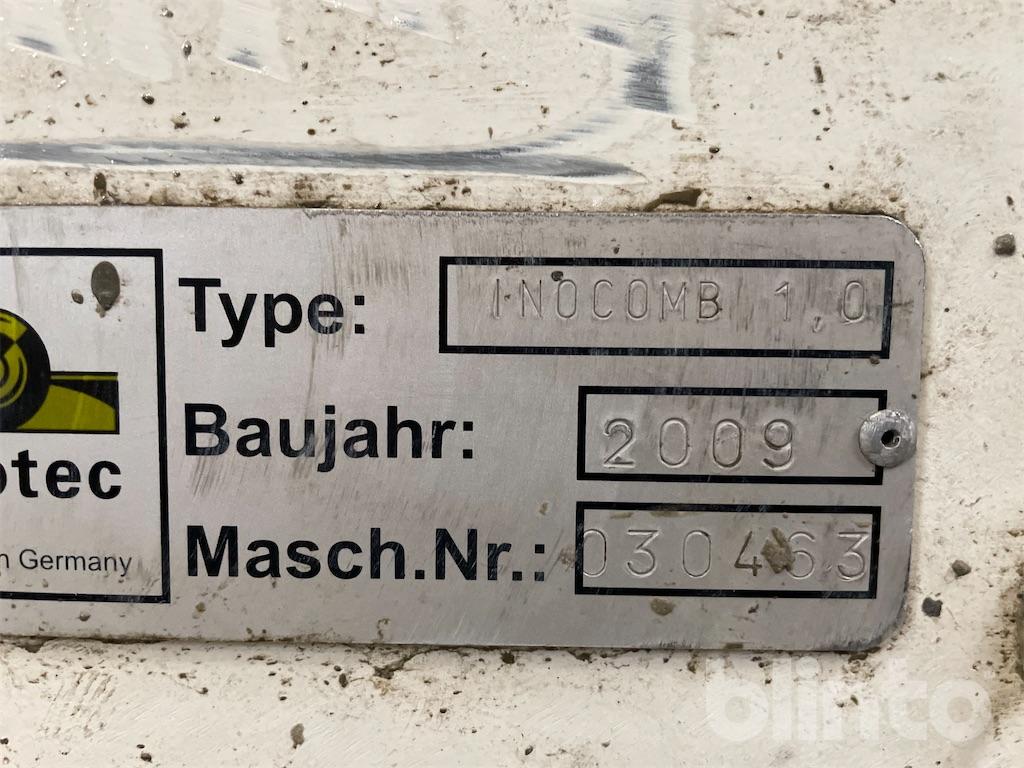 Type: INOCOMB 1,0
Baujahr: 2009
otec
Masch.Nr.: 030463
Germany
blinto